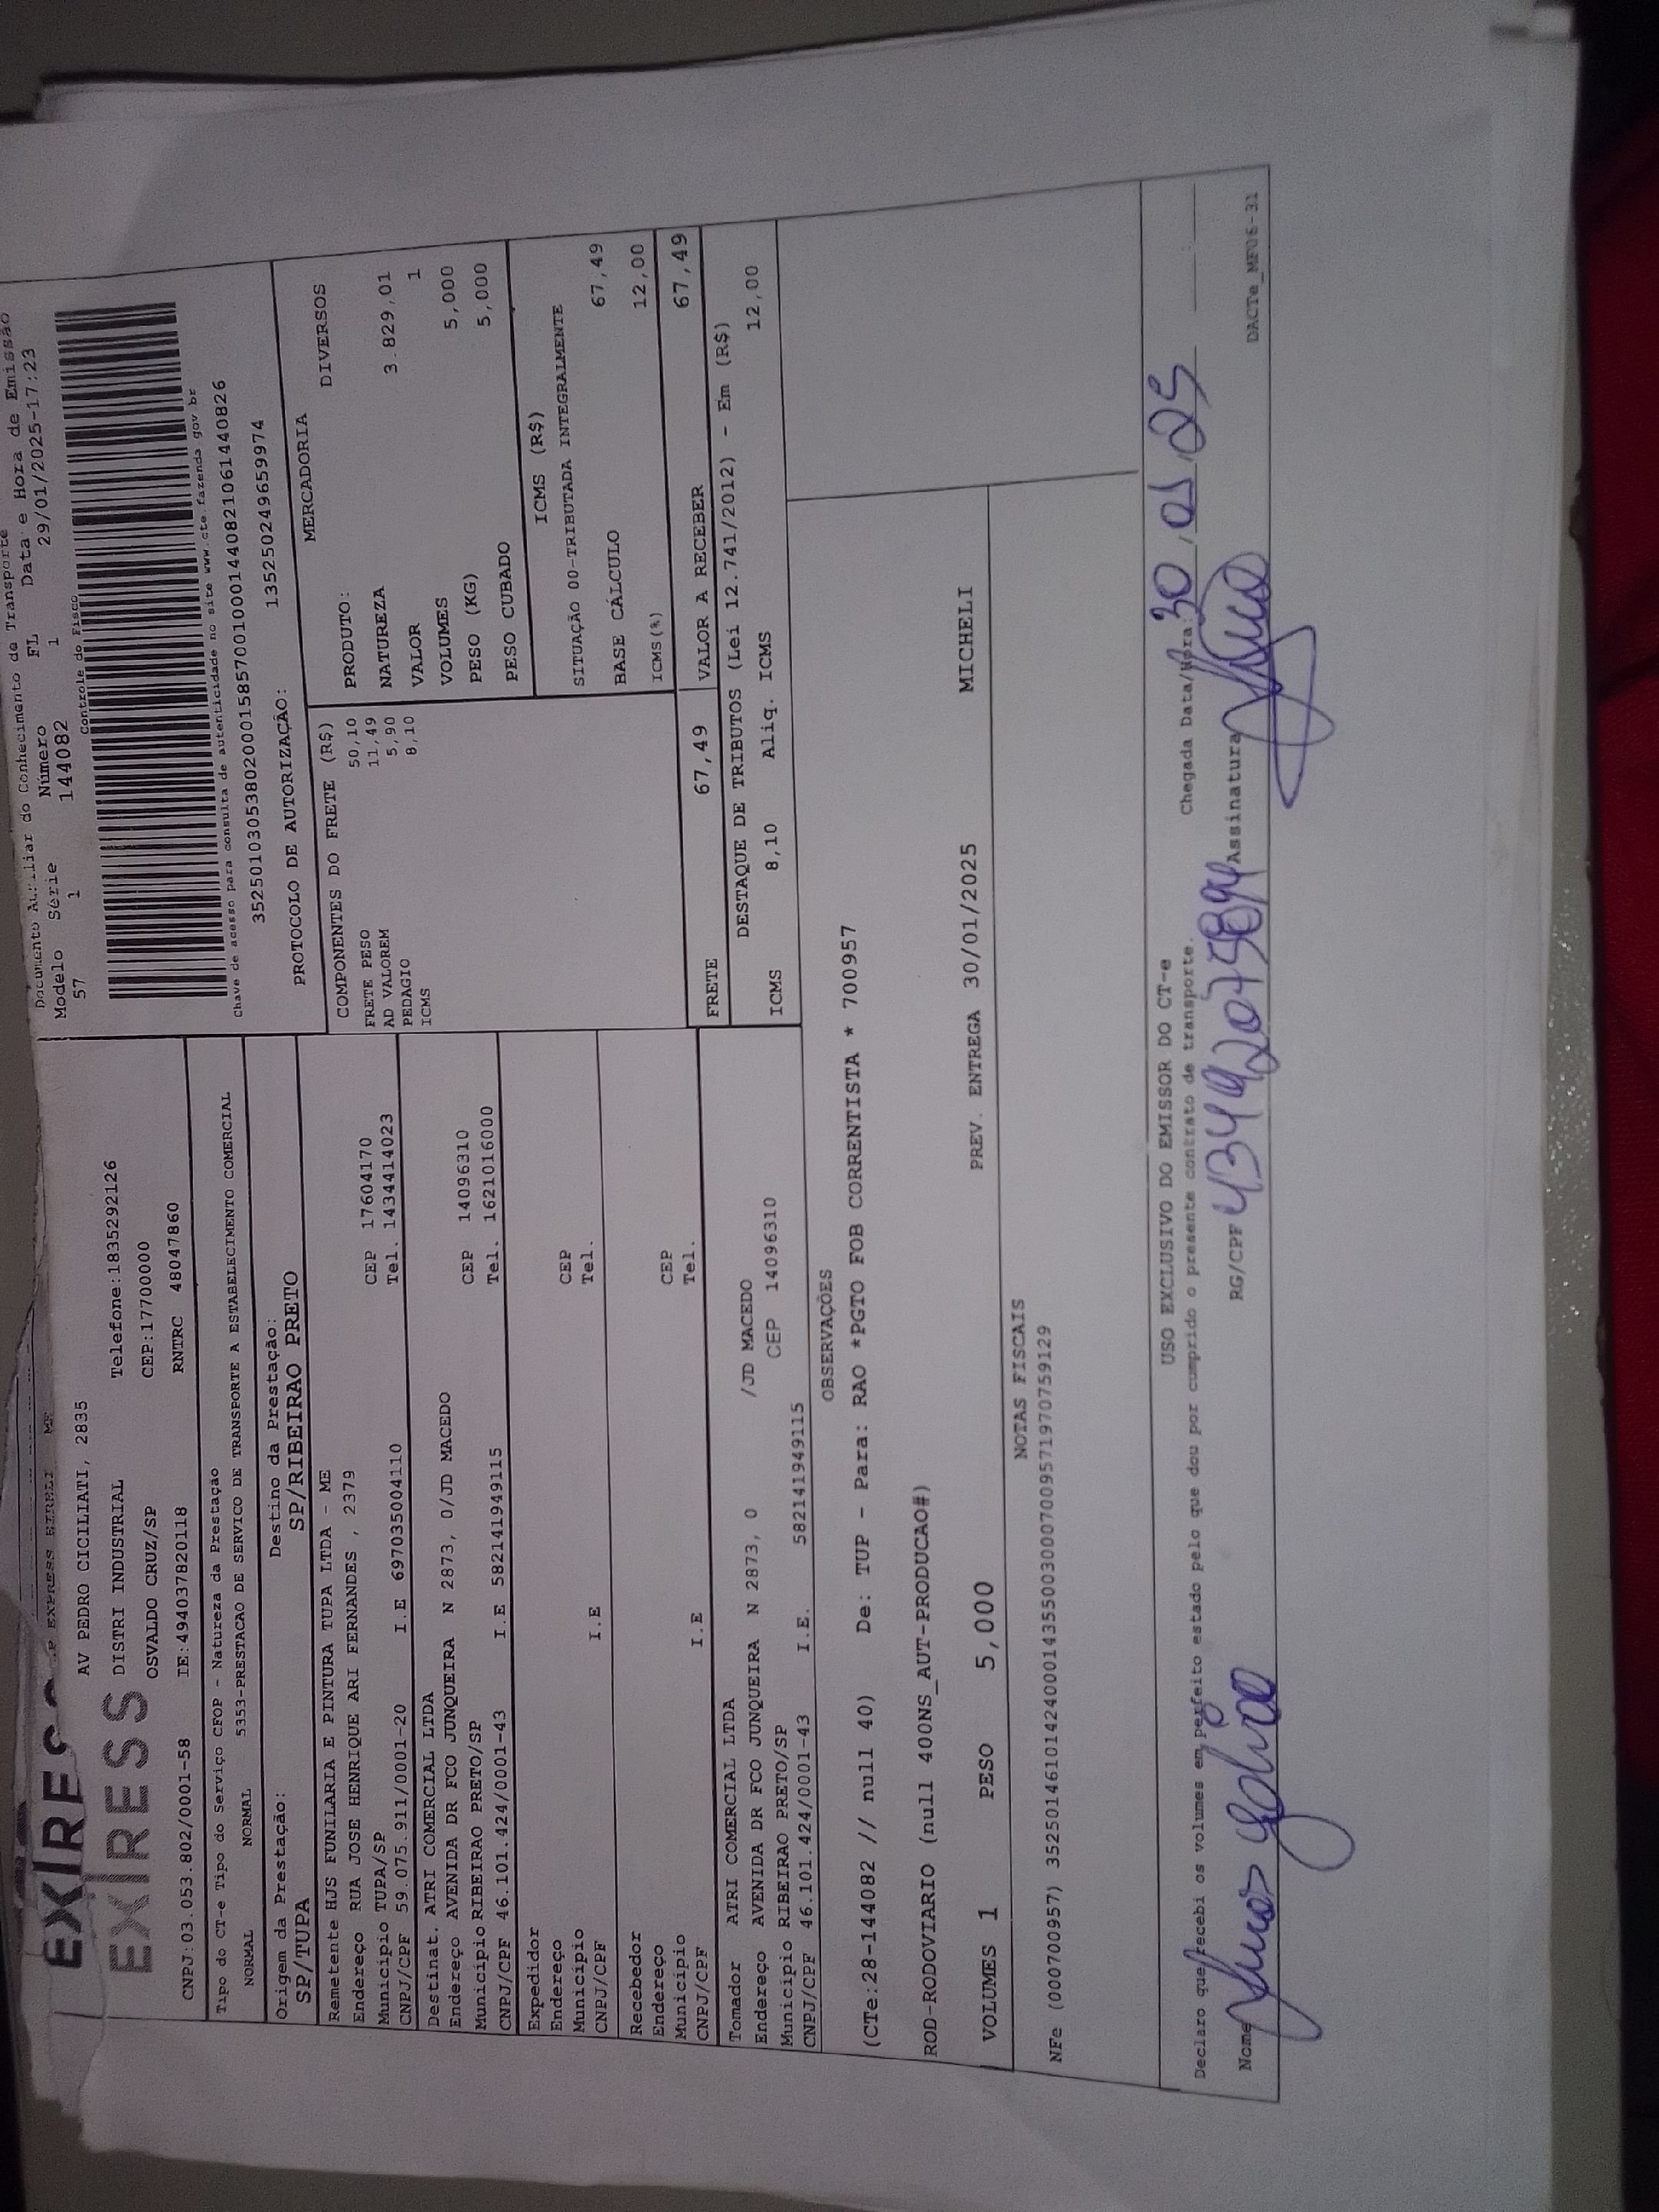 EXPRESS
EXPRESS
EXPRESS EIRELI ME
AV PEDRO CICILIATI, 2835
DISTRI INDUSTRIAL Telefone:1835292126
OSVALDO CRUZ/SP CEP:17700000
CNPJ:03.053.802/0001-58 IE:494037820118 RNTRC 48047860
Documento Auxiliar do Conhecimento de Transporte
Modelo Série Número FL Data e Hora de Emissão
57 1 144082 1 29/01/2025-17:23
Controle do Fisco
Chave de acesso para consulta de autenticidade no site www.cte.fazenda.gov.br
35250103053802000158570010001440821061440826
PROTOCOLO DE AUTORIZAÇÃO: 135250249659974
Tipo do CT-e Tipo do Serviço CFOP - Natureza da Prestação
NORMAL NORMAL 5353-PRESTACAO DE SERVICO DE TRANSPORTE A ESTABELECIMENTO COMERCIAL
Origem da Prestação: Destino da Prestação:
SP/TUPA SP/RIBEIRAO PRETO
Remetente HJS FUNILARIA E PINTURA TUPA LTDA - ME
Endereço RUA JOSE HENRIQUE ARI FERNANDES , 2379
Município TUPA/SP CEP 17604170
CNPJ/CPF 59.075.911/0001-20 I.E 697035004110 Tel. 1434414023
Destinat. ATRI COMERCIAL LTDA
Endereço AVENIDA DR FCO JUNQUEIRA N 2873, 0/JD MACEDO
Município RIBEIRAO PRETO/SP CEP 14096310
CNPJ/CPF 46.101.424/0001-43 I.E 582141949115 Tel. 1621016000
Expedidor
Endereço
Município CEP
CNPJ/CPF I.E Tel.
Recebedor
Endereço
Município CEP
CNPJ/CPF I.E Tel.
Tomador ATRI COMERCIAL LTDA
Endereço AVENIDA DR FCO JUNQUEIRA N 2873, 0 /JD MACEDO
Município RIBEIRAO PRETO/SP CEP 14096310
CNPJ/CPF 46.101.424/0001-43 I.E. 582141949115
COMPONENTES DO FRETE (R$)
FRETE PESO 50,10
AD VALOREM 11,49
PEDAGIO 5,90
ICMS 8,10
MERCADORIA
PRODUTO: DIVERSOS
NATUREZA
VALOR 3.829,01
VOLUMES 1
PESO (KG) 5,000
PESO CUBADO 5,000
ICMS (R$)
SITUAÇÃO 00-TRIBUTADA INTEGRALMENTE
BASE CÁLCULO 67,49
ICMS(%) 12,00
FRETE 67,49 VALOR A RECEBER 67,49
DESTAQUE DE TRIBUTOS (Lei 12.741/2012) - Em (R$)
ICMS 8,10 Aliq. ICMS 12,00
OBSERVAÇÕES
(CTe:28-144082 // null 40) De: TUP - Para: RAO *PGTO FOB CORRENTISTA * 700957
ROD-RODOVIARIO (null 400NS_AUT-PRODUCAO#)
VOLUMES 1 PESO 5,000 PREV. ENTREGA 30/01/2025 MICHELI
NOTAS FISCAIS
NFe (000700957) 35250146101424000143550030007009571970759129
USO EXCLUSIVO DO EMISSOR DO CT-e
Declaro que recebi os volumes em perfeito estado pelo que dou por cumprido o presente contrato de transporte. Chegada Data/Hora: 30,01,25
Nome RG/CPF Assinatura
DACTe_MF06-31